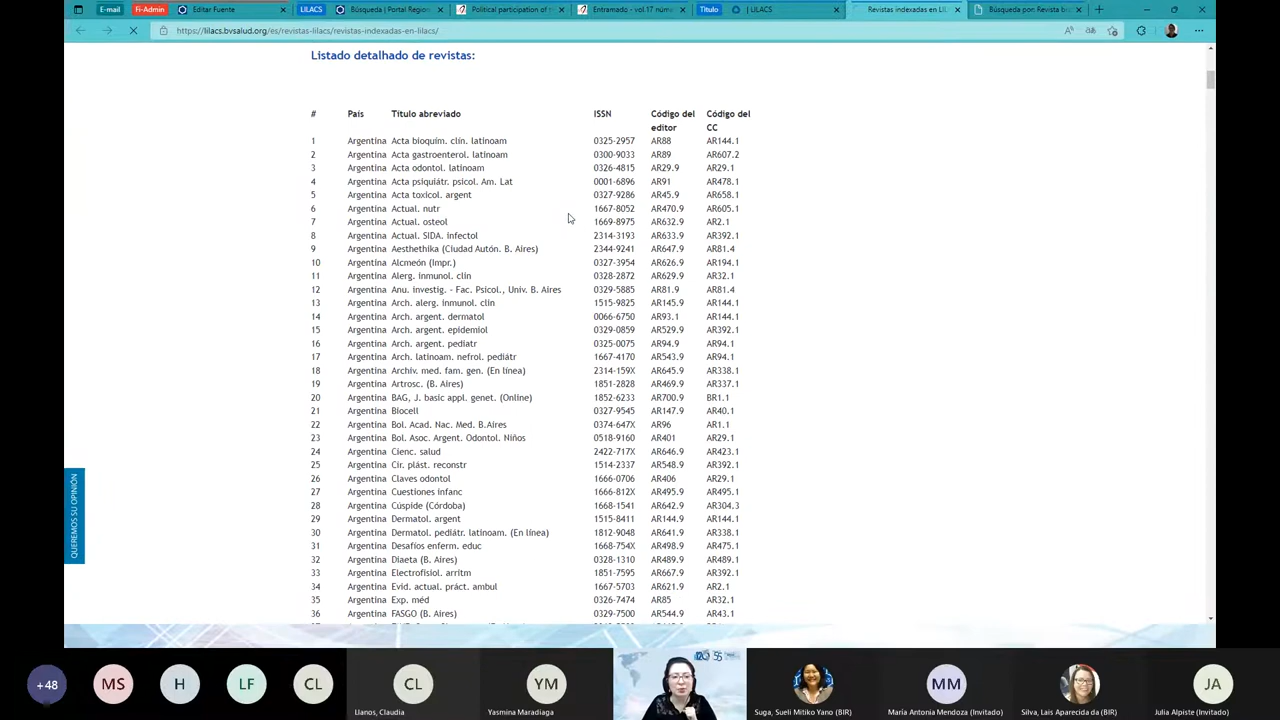 E-mail
Fi-Admin
Editar Fuente
LILACS
Búsqueda | Portal Region
Political participation of t
Entramado - vol.17 núme
Título
| LILACS
Revistas indexadas en LIL
Búsqueda por: Revista bra
https://lilacs.bvsalud.org/es/revistas-lilacs/revistas-indexadas-en-lilacs/
Listado detalhado de revistas:
# País Título abreviado ISSN Código del editor Código del CC
1 Argentina Acta bioquím. clín. latinoam 0325-2957 AR88 AR144.1
2 Argentina Acta gastroenterol. latinoam 0300-9033 AR89 AR607.2
3 Argentina Acta odontol. latinoam 0326-4815 AR29.9 AR29.1
4 Argentina Acta psiquiátr. psicol. Am. Lat 0001-6896 AR91 AR478.1
5 Argentina Acta toxicol. argent 0327-9286 AR45.9 AR658.1
6 Argentina Actual. nutr 1667-8052 AR470.9 AR605.1
7 Argentina Actual. osteol 1669-8975 AR632.9 AR2.1
8 Argentina Actual. SIDA. infectol 2314-3193 AR633.9 AR392.1
9 Argentina Aesthethika (Ciudad Autón. B. Aires) 2344-9241 AR647.9 AR81.4
10 Argentina Alcmeón (Impr.) 0327-3954 AR626.9 AR194.1
11 Argentina Alerg. inmunol. clin 0328-2872 AR629.9 AR32.1
12 Argentina Anu. investig. - Fac. Psicol., Univ. B. Aires 0329-5885 AR81.9 AR81.4
13 Argentina Arch. alerg. inmunol. clin 1515-9825 AR145.9 AR144.1
14 Argentina Arch. argent. dermatol 0066-6750 AR93.1 AR144.1
15 Argentina Arch. argent. epidemiol 0329-0859 AR529.9 AR392.1
16 Argentina Arch. argent. pediatr 0325-0075 AR94.9 AR94.1
17 Argentina Arch. latinoam. nefrol. pediátr 1667-4170 AR543.9 AR94.1
18 Argentina Archiv. med. fam. gen. (En línea) 2314-159X AR645.9 AR338.1
19 Argentina Artrosc. (B. Aires) 1851-2828 AR469.9 AR337.1
20 Argentina BAG, J. basic appl. genet. (Online) 1852-6233 AR700.9 BR1.1
21 Argentina Biocell 0327-9545 AR147.9 AR40.1
22 Argentina Bol. Acad. Nac. Med. B.Aires 0374-647X AR96 AR1.1
23 Argentina Bol. Asoc. Argent. Odontol. Niños 0518-9160 AR401 AR29.1
24 Argentina Cienc. salud 2422-717X AR646.9 AR423.1
25 Argentina Cir. plást. reconstr 1514-2337 AR548.9 AR392.1
26 Argentina Claves odontol 1666-0706 AR406 AR29.1
27 Argentina Cuestiones infanc 1666-812X AR495.9 AR495.1
28 Argentina Cúspide (Córdoba) 1668-1541 AR642.9 AR304.3
29 Argentina Dermatol. argent 1515-8411 AR144.9 AR144.1
30 Argentina Dermatol. pediátr. latinoam. (En línea) 1812-9048 AR641.9 AR338.1
31 Argentina Desafíos enferm. educ 1668-754X AR498.9 AR475.1
32 Argentina Diaeta (B. Aires) 0328-1310 AR489.9 AR489.1
33 Argentina Electrofisiol. arritm 1851-7595 AR667.9 AR392.1
34 Argentina Evid. actual. práct. ambul 1667-5703 AR621.9 AR2.1
35 Argentina Exp. méd 0326-7474 AR85 AR32.1
36 Argentina FASGO (B. Aires) 0329-7500 AR544.9 AR43.1
QUEREMOS SU OPINIÓN
+48
MS
H
LF
CL
CL
YM
MM
JA
Llanos, Claudia
Yasmina Maradiaga
Suga, Sueli Mitiko Yano (BIR)
María Antonia Mendoza (Invitado)
Silva, Lais Aparecida da (BIR)
Julia Alpiste (Invitado)